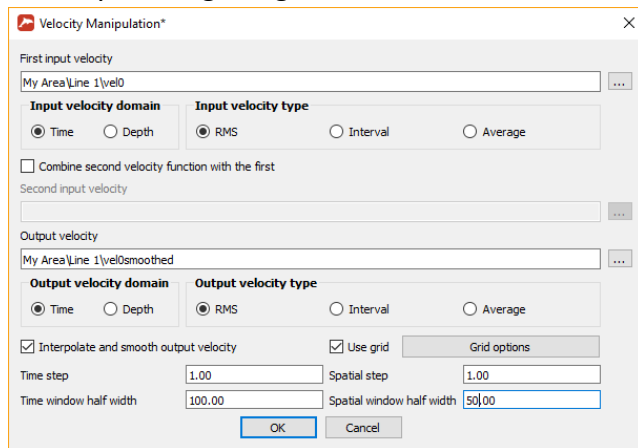 Velocity Manipulation*
First input velocity
My Area\Line 1\vel0
...
Input velocity domain Input velocity type
Time Depth RMS Interval Average
Combine second velocity function with the first
Second input velocity
...
Output velocity
My Area\Line 1\vel0smoothed
...
Output velocity domain Output velocity type
Time Depth RMS Interval Average
Interpolate and smooth output velocity Use grid Grid options
Time step 1.00 Spatial step 1.00
Time window half width 100.00 Spatial window half width 50.00
OK Cancel